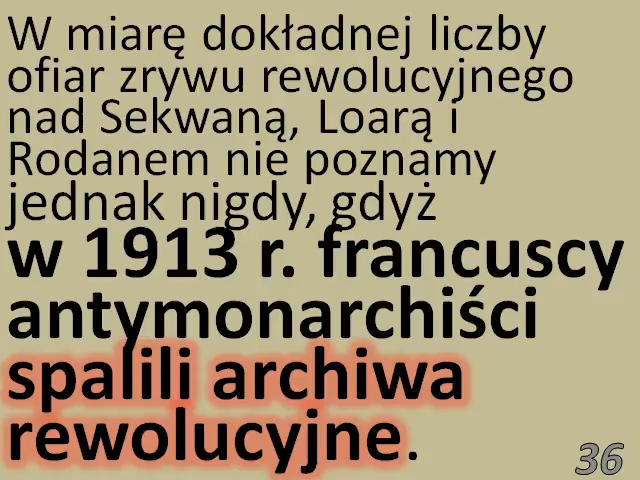 W miarę dokładnej liczby
ofiar zrywu rewolucyjnego
nad Sekwaną, Loarą i
Rodanem nie poznamy
jednak nigdy, gdyż
w 1913 r. francuscy
antymonarchiści
spalili archiwa
rewolucyjne.
36